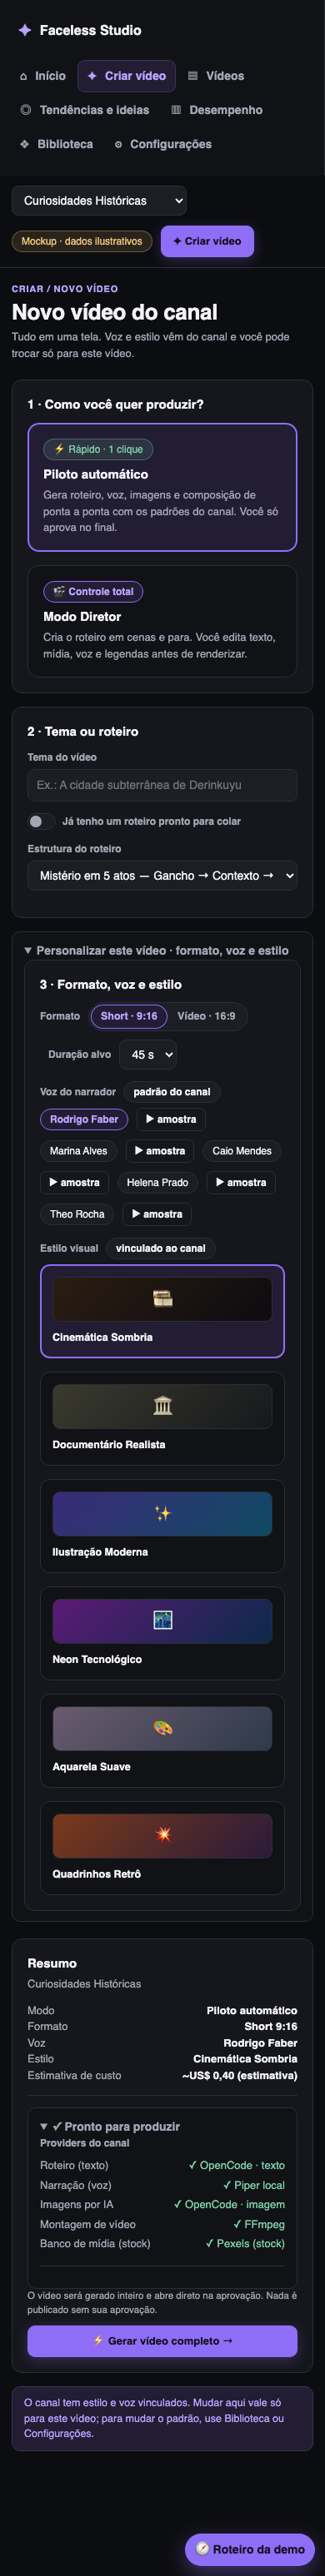 Faceless Studio
Início
Criar vídeo
Vídeos
Tendências e ideias
Desempenho
Biblioteca
Configurações
Curiosidades Históricas
Mockup · dados ilustrativos
✦ Criar vídeo
CRIAR / NOVO VÍDEO
Novo vídeo do canal
Tudo em uma tela. Voz e estilo vêm do canal e você pode
trocar só para este vídeo.
1 · Como você quer produzir?
⚡ Rápido · 1 clique
Piloto automático
Gera roteiro, voz, imagens e composição de
ponta a ponta com os padrões do canal. Você só
aprova no final.
🎬 Controle total
Modo Diretor
Cria o roteiro em cenas e para. Você edita texto,
mídia, voz e legendas antes de renderizar.
2 · Tema ou roteiro
Tema do vídeo
Ex.: A cidade subterrânea de Derinkuyu
Já tenho um roteiro pronto para colar
Estrutura do roteiro
Mistério em 5 atos — Gancho → Contexto →
▼ Personalizar este vídeo · formato, voz e estilo
3 · Formato, voz e estilo
Formato
Short · 9:16
Vídeo · 16:9
Duração alvo
45 s
Voz do narrador
padrão do canal
Rodrigo Faber
▶ amostra
Marina Alves
▶ amostra
Caio Mendes
▶ amostra
Helena Prado
▶ amostra
Theo Rocha
▶ amostra
Estilo visual
vinculado ao canal
Cinemática Sombria
Documentário Realista
Ilustração Moderna
Neon Tecnológico
Aquarela Suave
Quadrinhos Retrô
Resumo
Curiosidades Históricas
Modo Piloto automático
Formato Short 9:16
Voz Rodrigo Faber
Estilo Cinemática Sombria
Estimativa de custo ~US$ 0,40 (estimativa)
▼ ✓ Pronto para produzir
Providers do canal
Roteiro (texto) ✓ OpenCode · texto
Narração (voz) ✓ Piper local
Imagens por IA ✓ OpenCode · imagem
Montagem de vídeo ✓ FFmpeg
Banco de mídia (stock) ✓ Pexels (stock)
O vídeo será gerado inteiro e abre direto na aprovação. Nada é
publicado sem sua aprovação.
⚡ Gerar vídeo completo →
O canal tem estilo e voz vinculados. Mudar aqui vale só
para este vídeo; para mudar o padrão, use Biblioteca ou
Configurações.
🧭 Roteiro da demo